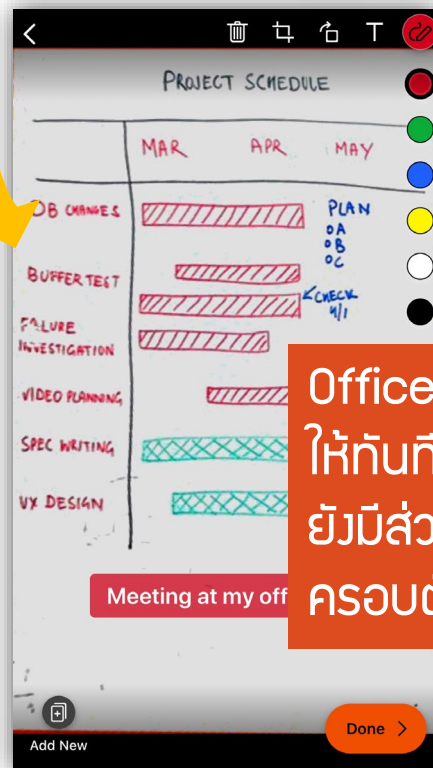 T
PROJECT SCHEDULE
MAR APR MAY
DB CHANGES
PLAN
A
B
C
BUFFER TEST
CHECK
4/1
FAILURE
INVESTIGATION
VIDEO PLANNING
SPEC WRITING
UX DESIGN
Office
ให้ทันที
ยังมีส่ว
ครอบตั
Meeting at my off
Add New
Done